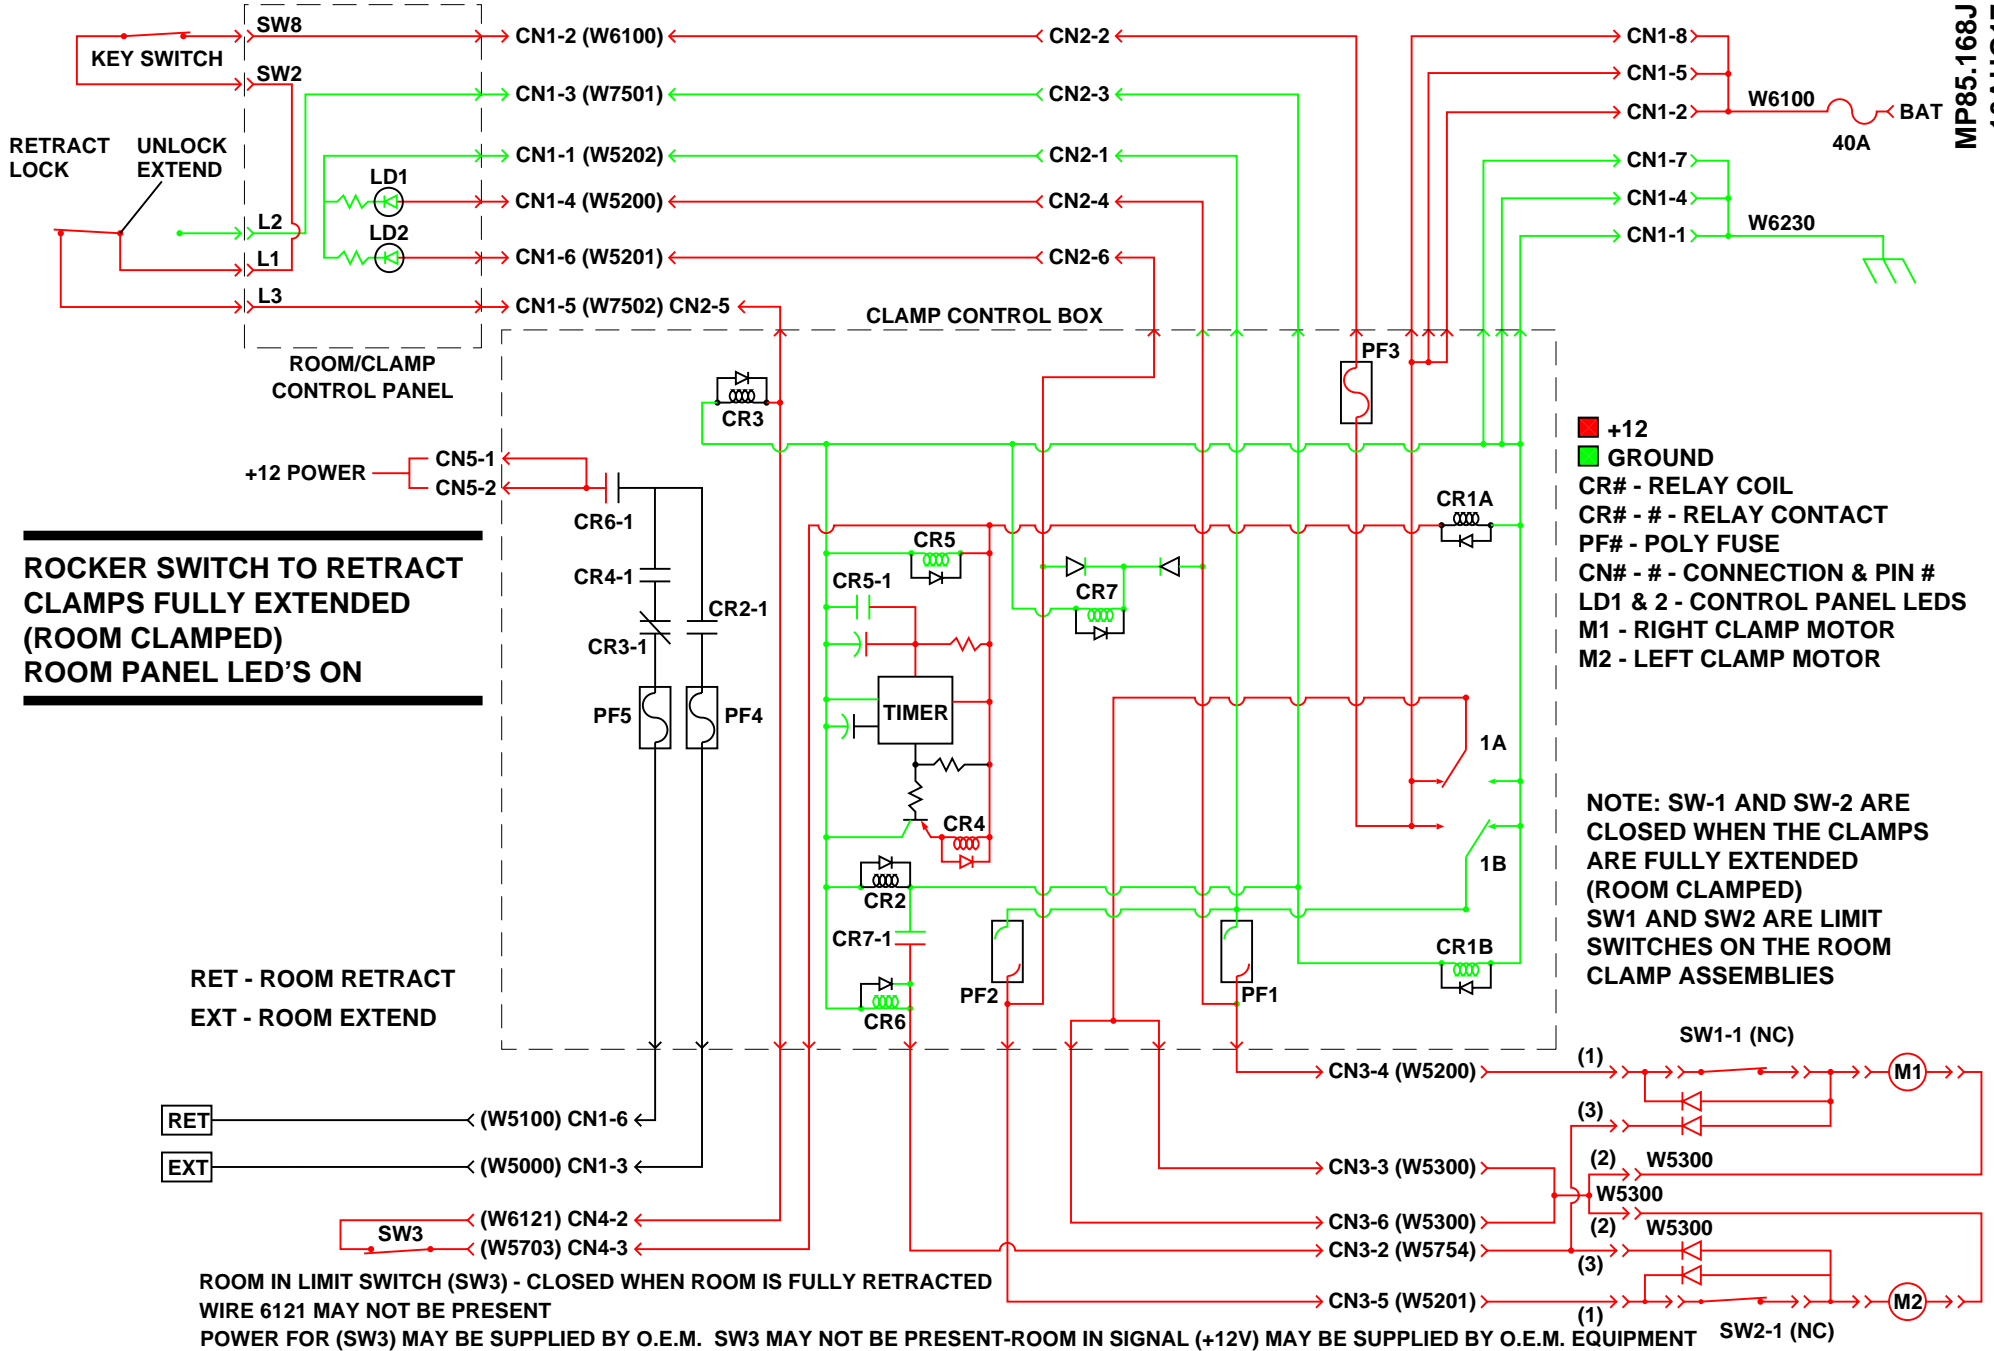 SW8
CN1-2 (W6100)
CN2-2
CN1-8
KEY SWITCH
SW2
CN1-5
MP85.168J
CN1-3 (W7501)
CN2-3
CN1-2
W6100
BAT
40A
RETRACT
LOCK
UNLOCK
EXTEND
CN1-1 (W5202)
CN2-1
CN1-7
LD1
CN1-4 (W5200)
CN2-4
CN1-4
L2
LD2
W6230
CN1-1
L1
CN1-6 (W5201)
CN2-6
L3
CN1-5 (W7502) CN2-5
CLAMP CONTROL BOX
ROOM/CLAMP
CONTROL PANEL
PF3
CR3
+12
GROUND
CR# - RELAY COIL
CR# - # - RELAY CONTACT
PF# - POLY FUSE
CN# - # - CONNECTION & PIN #
LD1 & 2 - CONTROL PANEL LEDS
M1 - RIGHT CLAMP MOTOR
M2 - LEFT CLAMP MOTOR
+12 POWER
CN5-1
CN5-2
CR6-1
CR1A
ROCKER SWITCH TO RETRACT
CLAMPS FULLY EXTENDED
(ROOM CLAMPED)
ROOM PANEL LED'S ON
CR5
CR4-1
CR5-1
CR7
CR2-1
CR3-1
PF5
PF4
TIMER
1A
CR4
1B
CR2
CR7-1
CR1B
PF2
PF1
CR6
NOTE: SW-1 AND SW-2 ARE
CLOSED WHEN THE CLAMPS
ARE FULLY EXTENDED
(ROOM CLAMPED)
SW1 AND SW2 ARE LIMIT
SWITCHES ON THE ROOM
CLAMP ASSEMBLIES
RET - ROOM RETRACT
EXT - ROOM EXTEND
SW1-1 (NC)
(1)
CN3-4 (W5200)
M1
(3)
RET
(W5100) CN1-6
EXT
(W5000) CN1-3
CN3-3 (W5300)
(2)
W5300
W5300
(W6121) CN4-2
CN3-6 (W5300)
(2)
W5300
SW3
(W5703) CN4-3
CN3-2 (W5754)
(3)
ROOM IN LIMIT SWITCH (SW3) - CLOSED WHEN ROOM IS FULLY RETRACTED
WIRE 6121 MAY NOT BE PRESENT
CN3-5 (W5201)
(1)
M2
SW2-1 (NC)
POWER FOR (SW3) MAY BE SUPPLIED BY O.E.M. SW3 MAY NOT BE PRESENT-ROOM IN SIGNAL (+12V) MAY BE SUPPLIED BY O.E.M. EQUIPMENT